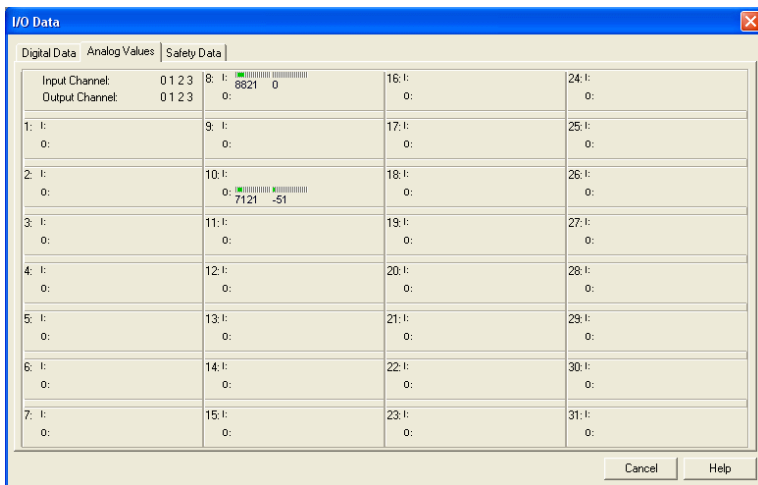 I/O Data
Digital Data Analog Values Safety Data
Input Channel: 0 1 2 3
Output Channel: 0 1 2 3
1: I:
O:
2: I:
O:
3: I:
O:
4: I:
O:
5: I:
O:
6: I:
O:
7: I:
O:
8: I:
8821 0
O:
9: I:
O:
10: I:
O:
7121 -51
11: I:
O:
12: I:
O:
13: I:
O:
14: I:
O:
15: I:
O:
16: I:
O:
17: I:
O:
18: I:
O:
19: I:
O:
20: I:
O:
21: I:
O:
22: I:
O:
23: I:
O:
24: I:
O:
25: I:
O:
26: I:
O:
27: I:
O:
28: I:
O:
29: I:
O:
30: I:
O:
31: I:
O:
Cancel Help